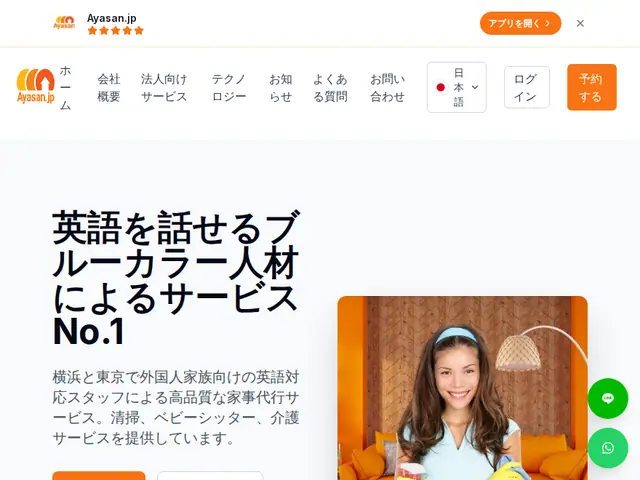 Ayasan
Ayasan.jp
アプリを開く
Ayasan.jp
ホーム
会社概要
法人向けサービス
テクノロジー
お知らせ
よくある質問
お問い合わせ
日本語
ログイン
予約する
英語を話せるブ
ルーカラー人材
によるサービス
No.1
横浜と東京で外国人家族向けの英語対
応スタッフによる高品質な家事代行サ
ービス。清掃、ベビーシッター、介護
サービスを提供しています。
LINE